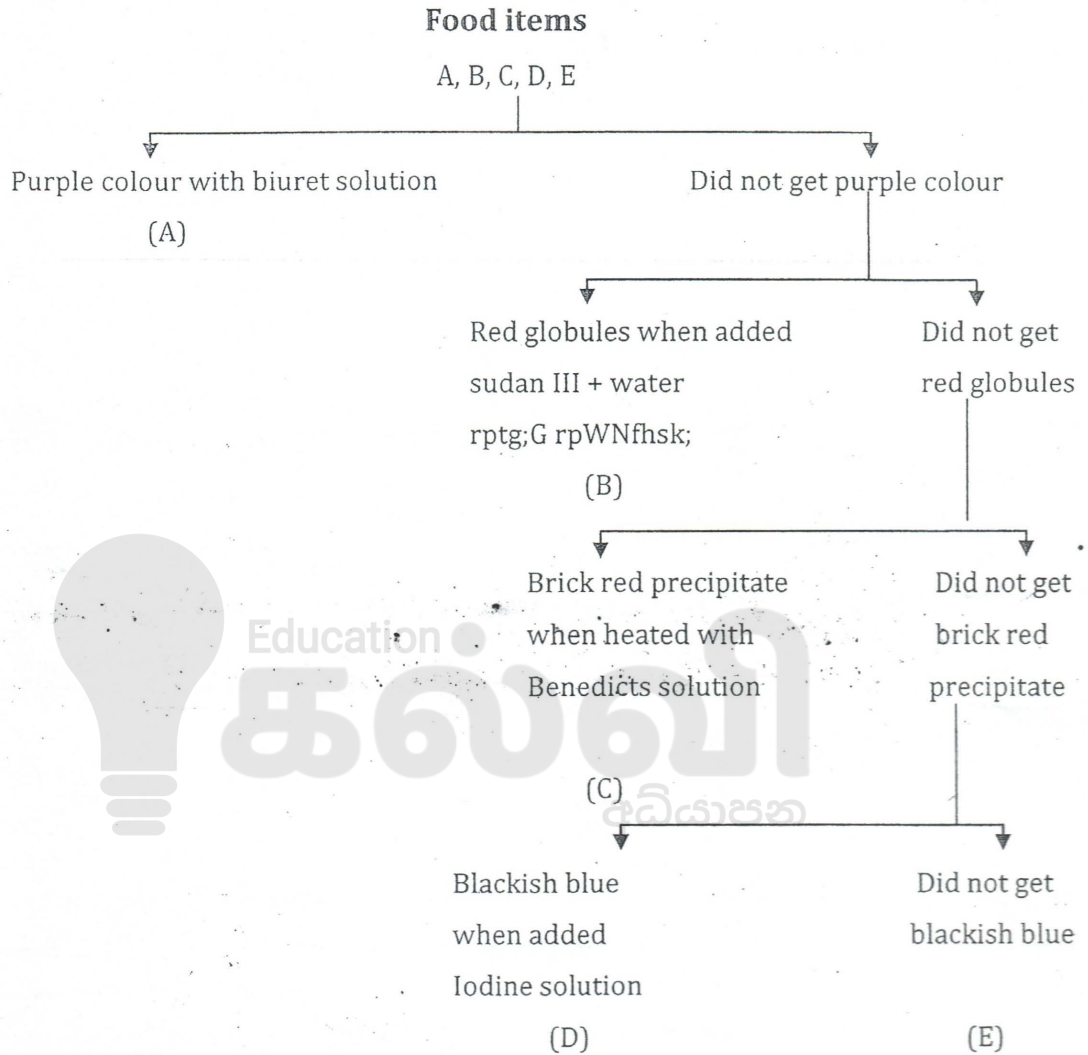 Food items
A, B, C, D, E
Purple colour with biuret solution
(A)
Did not get purple colour
Red globules when added
sudan III + water
rptg;G rpWNfhsk;
(B)
Did not get
red globules
Brick red precipitate
when heated with
Benedicts solution
(C)
Did not get
brick red
precipitate
Blackish blue
when added
Iodine solution
(D)
Did not get
blackish blue
(E)
Education
கல்வி
අධ්‍යාපන